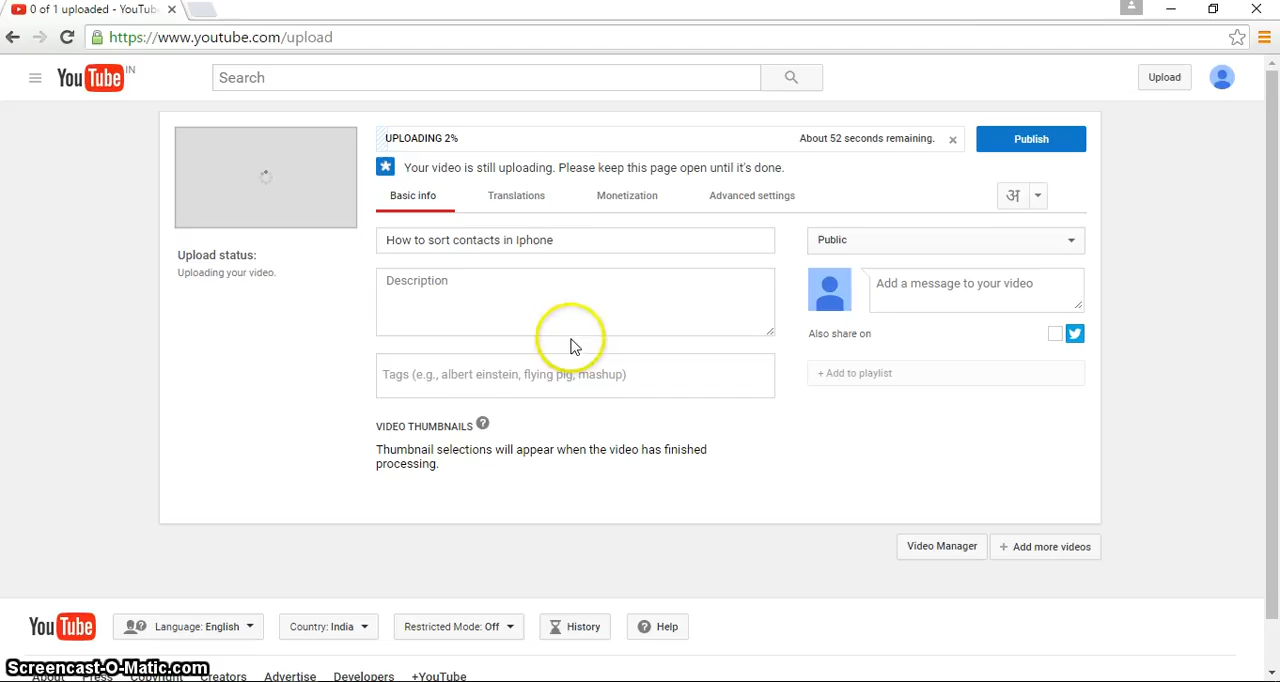 0 of 1 uploaded - YouTub
https://www.youtube.com/upload
YouTube IN
Search
Upload
UPLOADING 2%
About 52 seconds remaining.
Publish
Your video is still uploading. Please keep this page open until it's done.
Basic info
Translations
Monetization
Advanced settings
अ
Upload status:
Uploading your video.
How to sort contacts in Iphone
Public
Description
Add a message to your video
Also share on
Tags (e.g., albert einstein, flying pig, mashup)
+ Add to playlist
VIDEO THUMBNAILS ?
Thumbnail selections will appear when the video has finished
processing.
Video Manager
+ Add more videos
YouTube
Language: English
Country: India
Restricted Mode: Off
History
Help
Screencast-O-Matic.com
About
Press
Copyright
Creators
Advertise
Developers
+YouTube